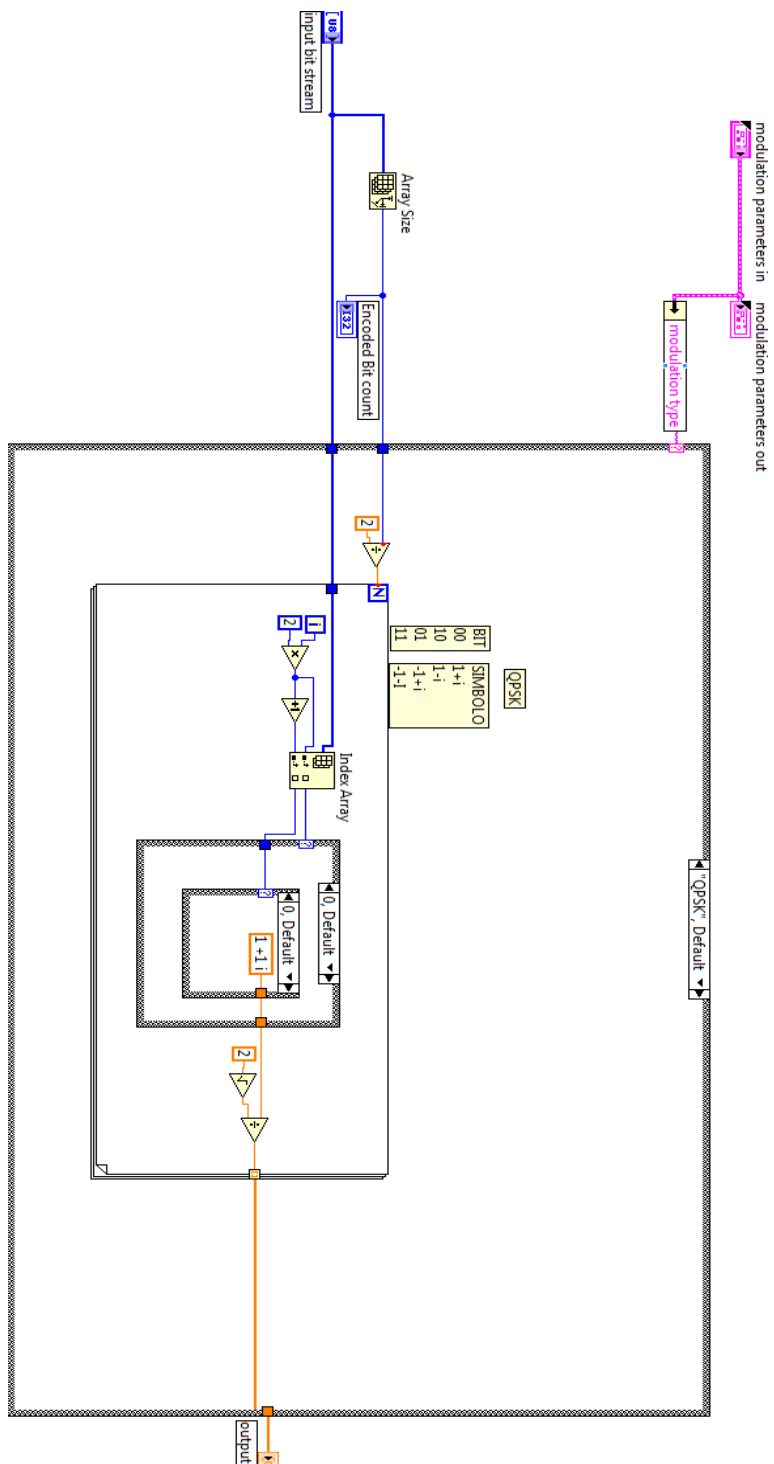 modulation parameters in
modulation parameters out
modulation type
?
"QPSK", Default
input bit stream
U8
Array Size
I32
Encoded Bit count
2
÷
N
QPSK
BIT
00
10
01
11
SIMBOLO
1+i
1-i
-1+i
-1-I
i
2
x
+1
Index Array
?
0, Default
?
0, Default
1 +1 i
2
√
÷
output